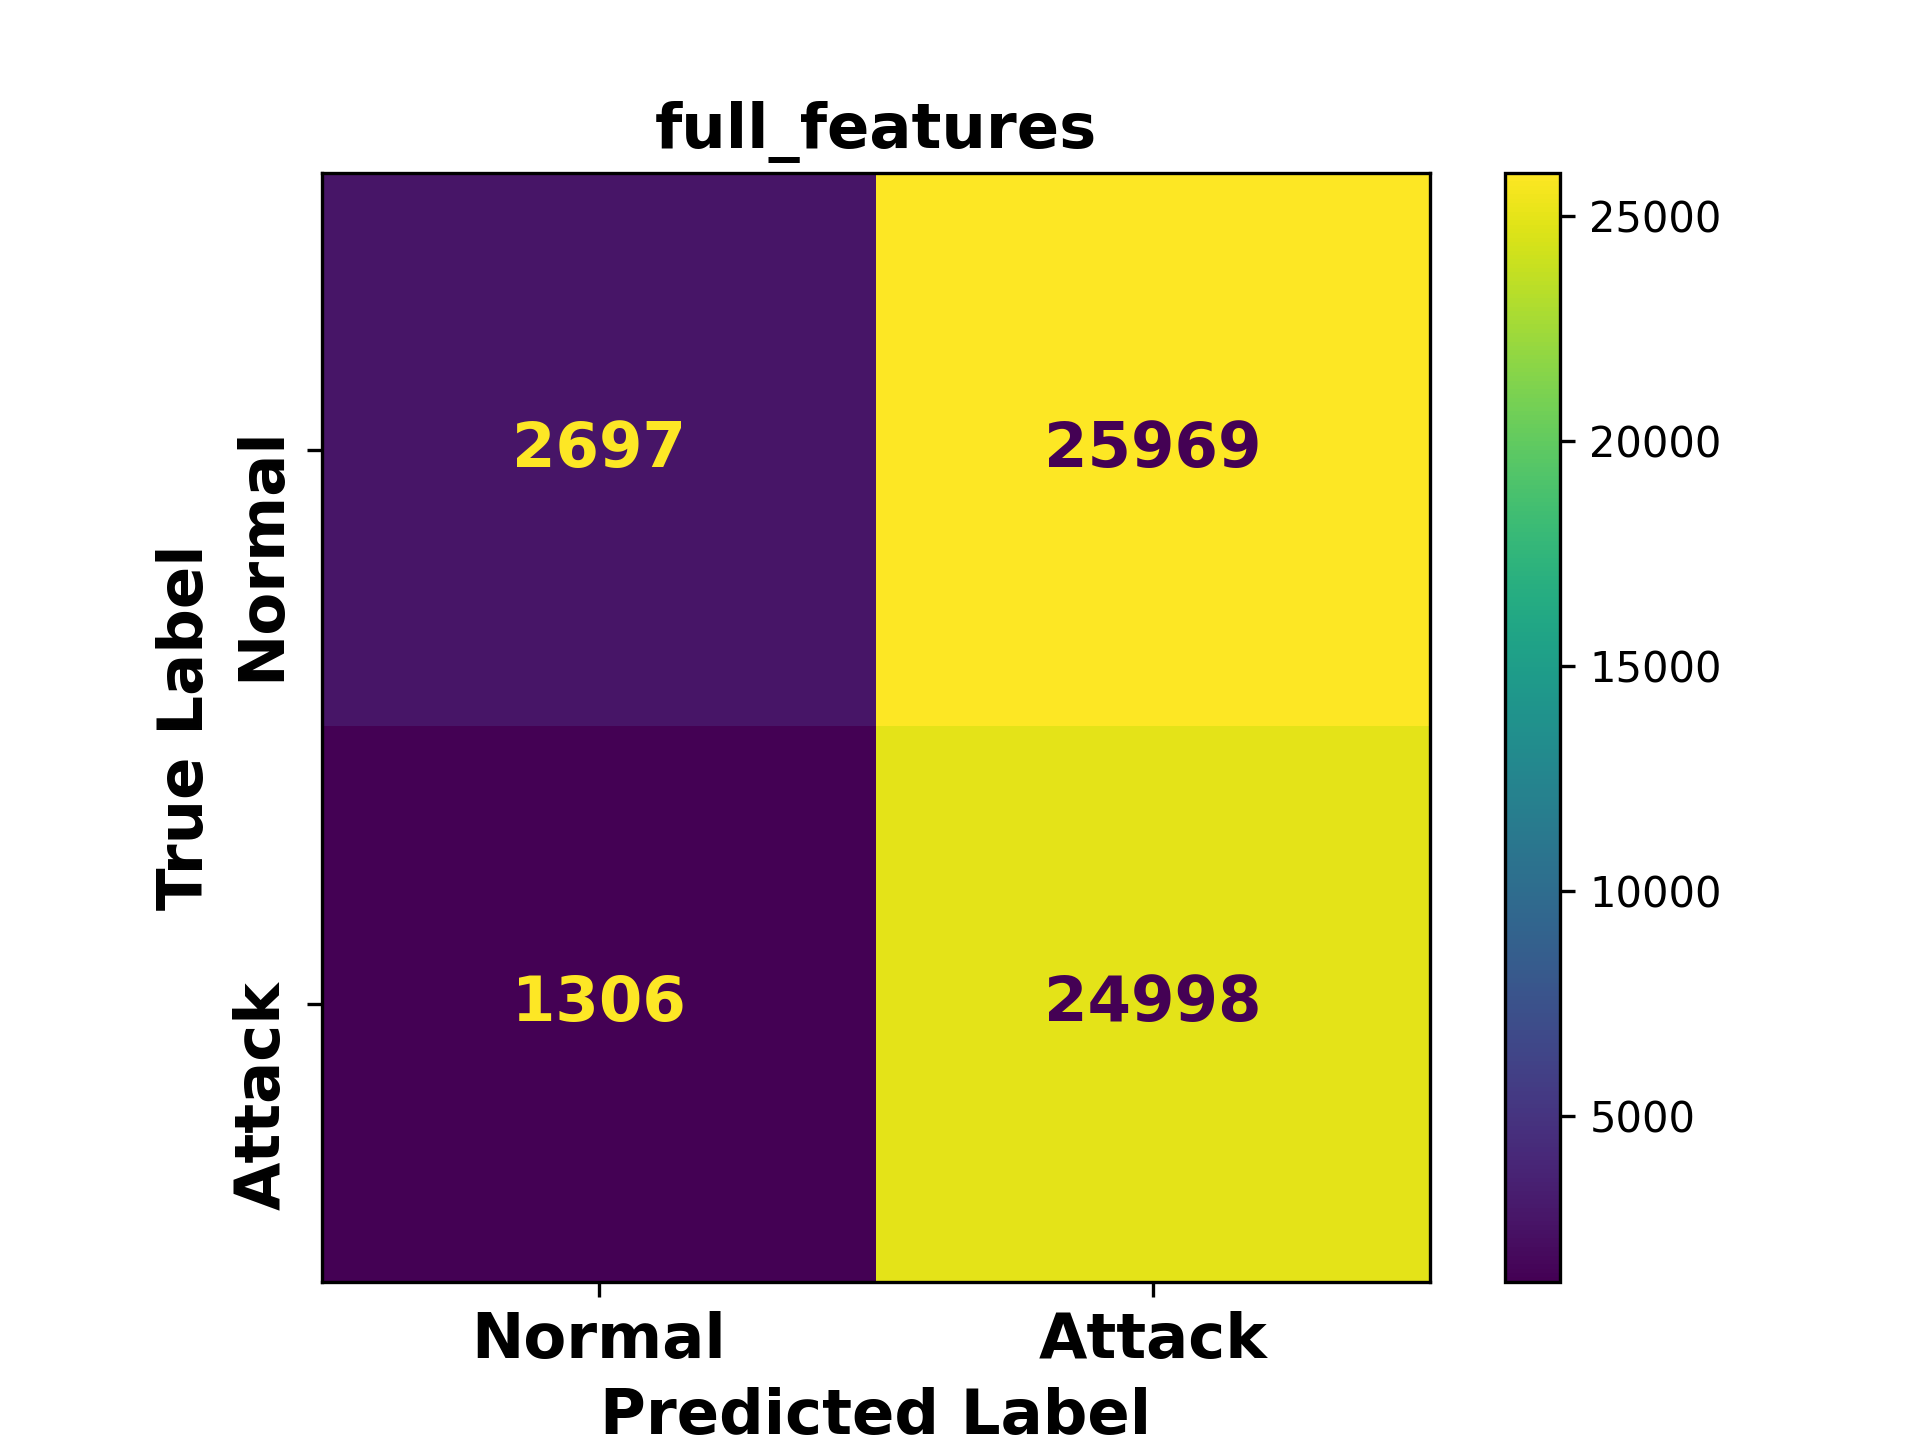 full_features
True Label
Normal
Attack
2697
25969
1306
24998
Normal
Attack
Predicted Label
25000
20000
15000
10000
5000